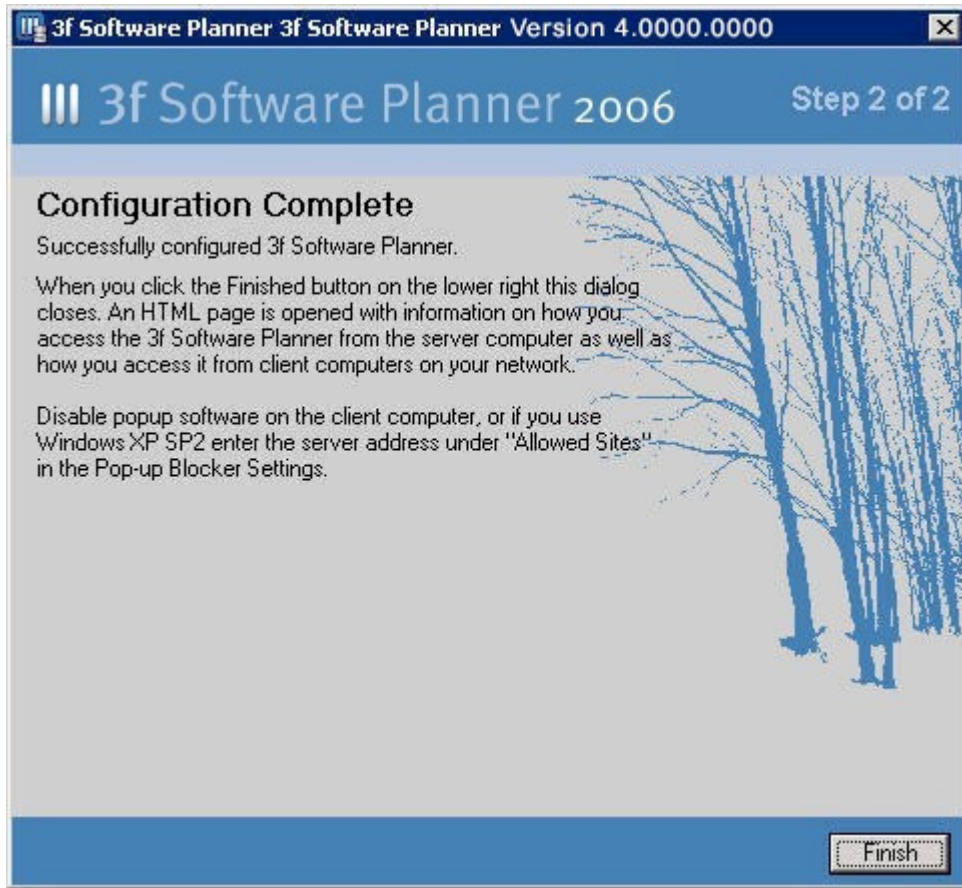 3f Software Planner 3f Software Planner Version 4.0000.0000
3f Software Planner 2006
Step 2 of 2
Configuration Complete
Successfully configured 3f Software Planner.
When you click the Finished button on the lower right this dialog
closes. An HTML page is opened with information on how you
access the 3f Software Planner from the server computer as well as
how you access it from client computers on your network.
Disable popup software on the client computer, or if you use
Windows XP SP2 enter the server address under "Allowed Sites"
in the Pop-up Blocker Settings.
Finish